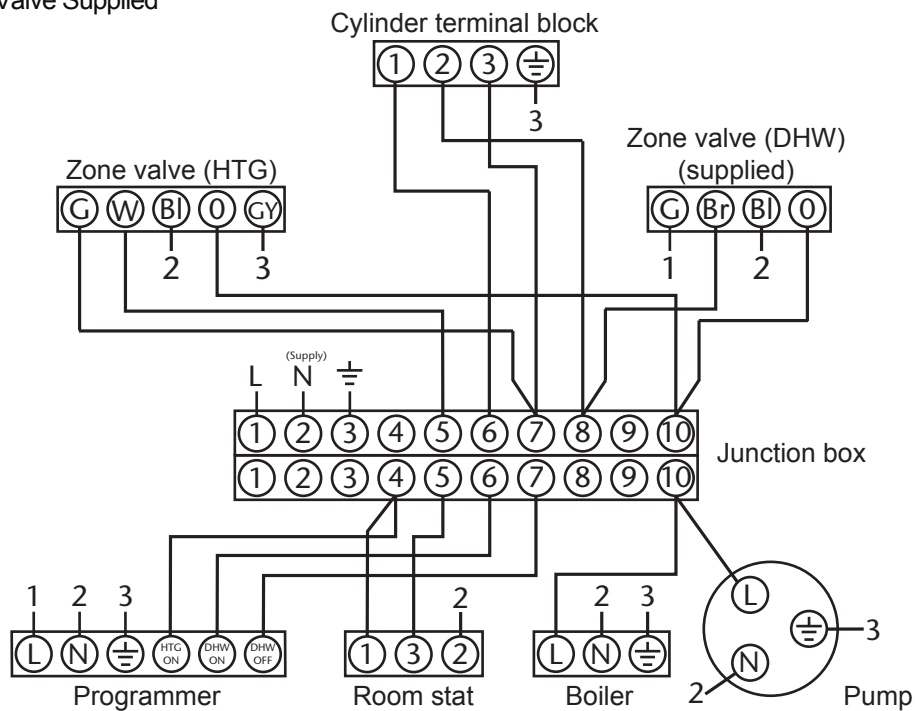 Valve Supplied
Cylinder terminal block
1 2 3
3
Zone valve (HTG)
G W Bl 0 GY
2 3
Zone valve (DHW)
(supplied)
G Br Bl 0
1 2
(Supply)
L N
1 2 3 4 5 6 7 8 9 10
Junction box
1 2 3 4 5 6 7 8 9 10
1 2 3
L N HTG ON DHW ON DHW OFF
Programmer
2
1 3 2
Room stat
2 3
L N
Boiler
L
3
N
2
Pump